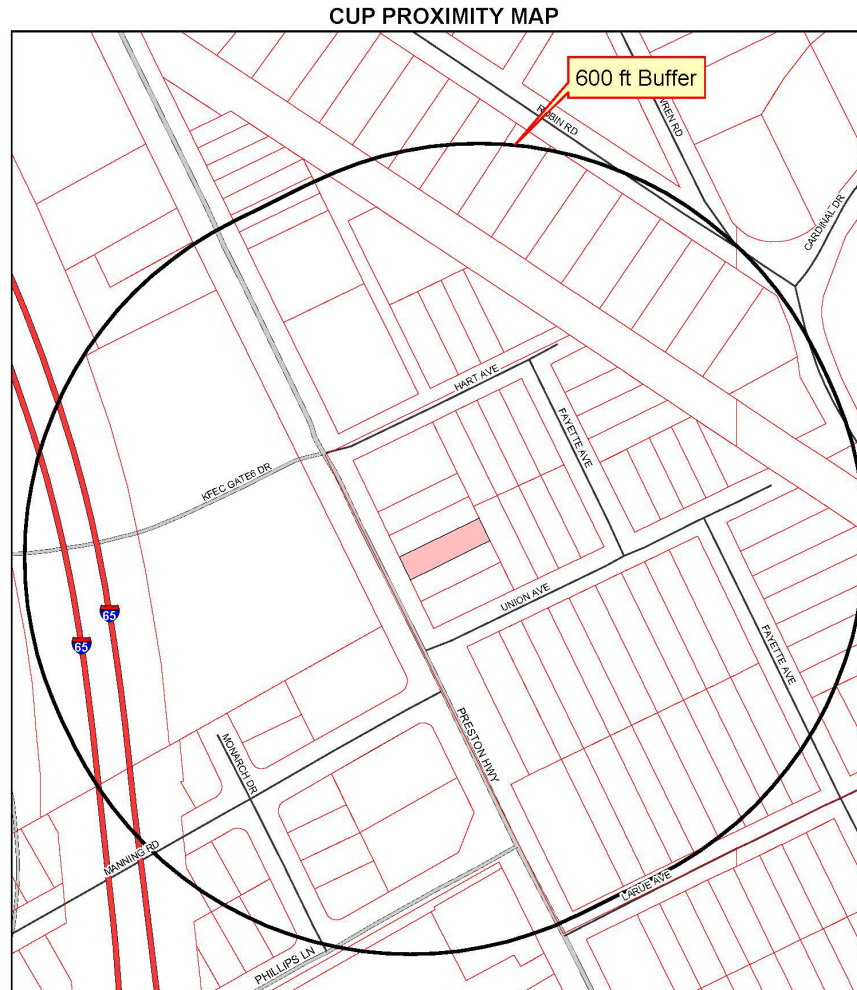 CUP PROXIMITY MAP
600 ft Buffer
ROBIN RD
WREN RD
CARDINAL DR
HART AVE
FAYETTE AVE
KFEC GATE6 DR
UNION AVE
65
65
FAYETTE AVE
PRESTON HWY
MONARCH DR
MANNING RD
LARUE AVE
PHILLIPS LN